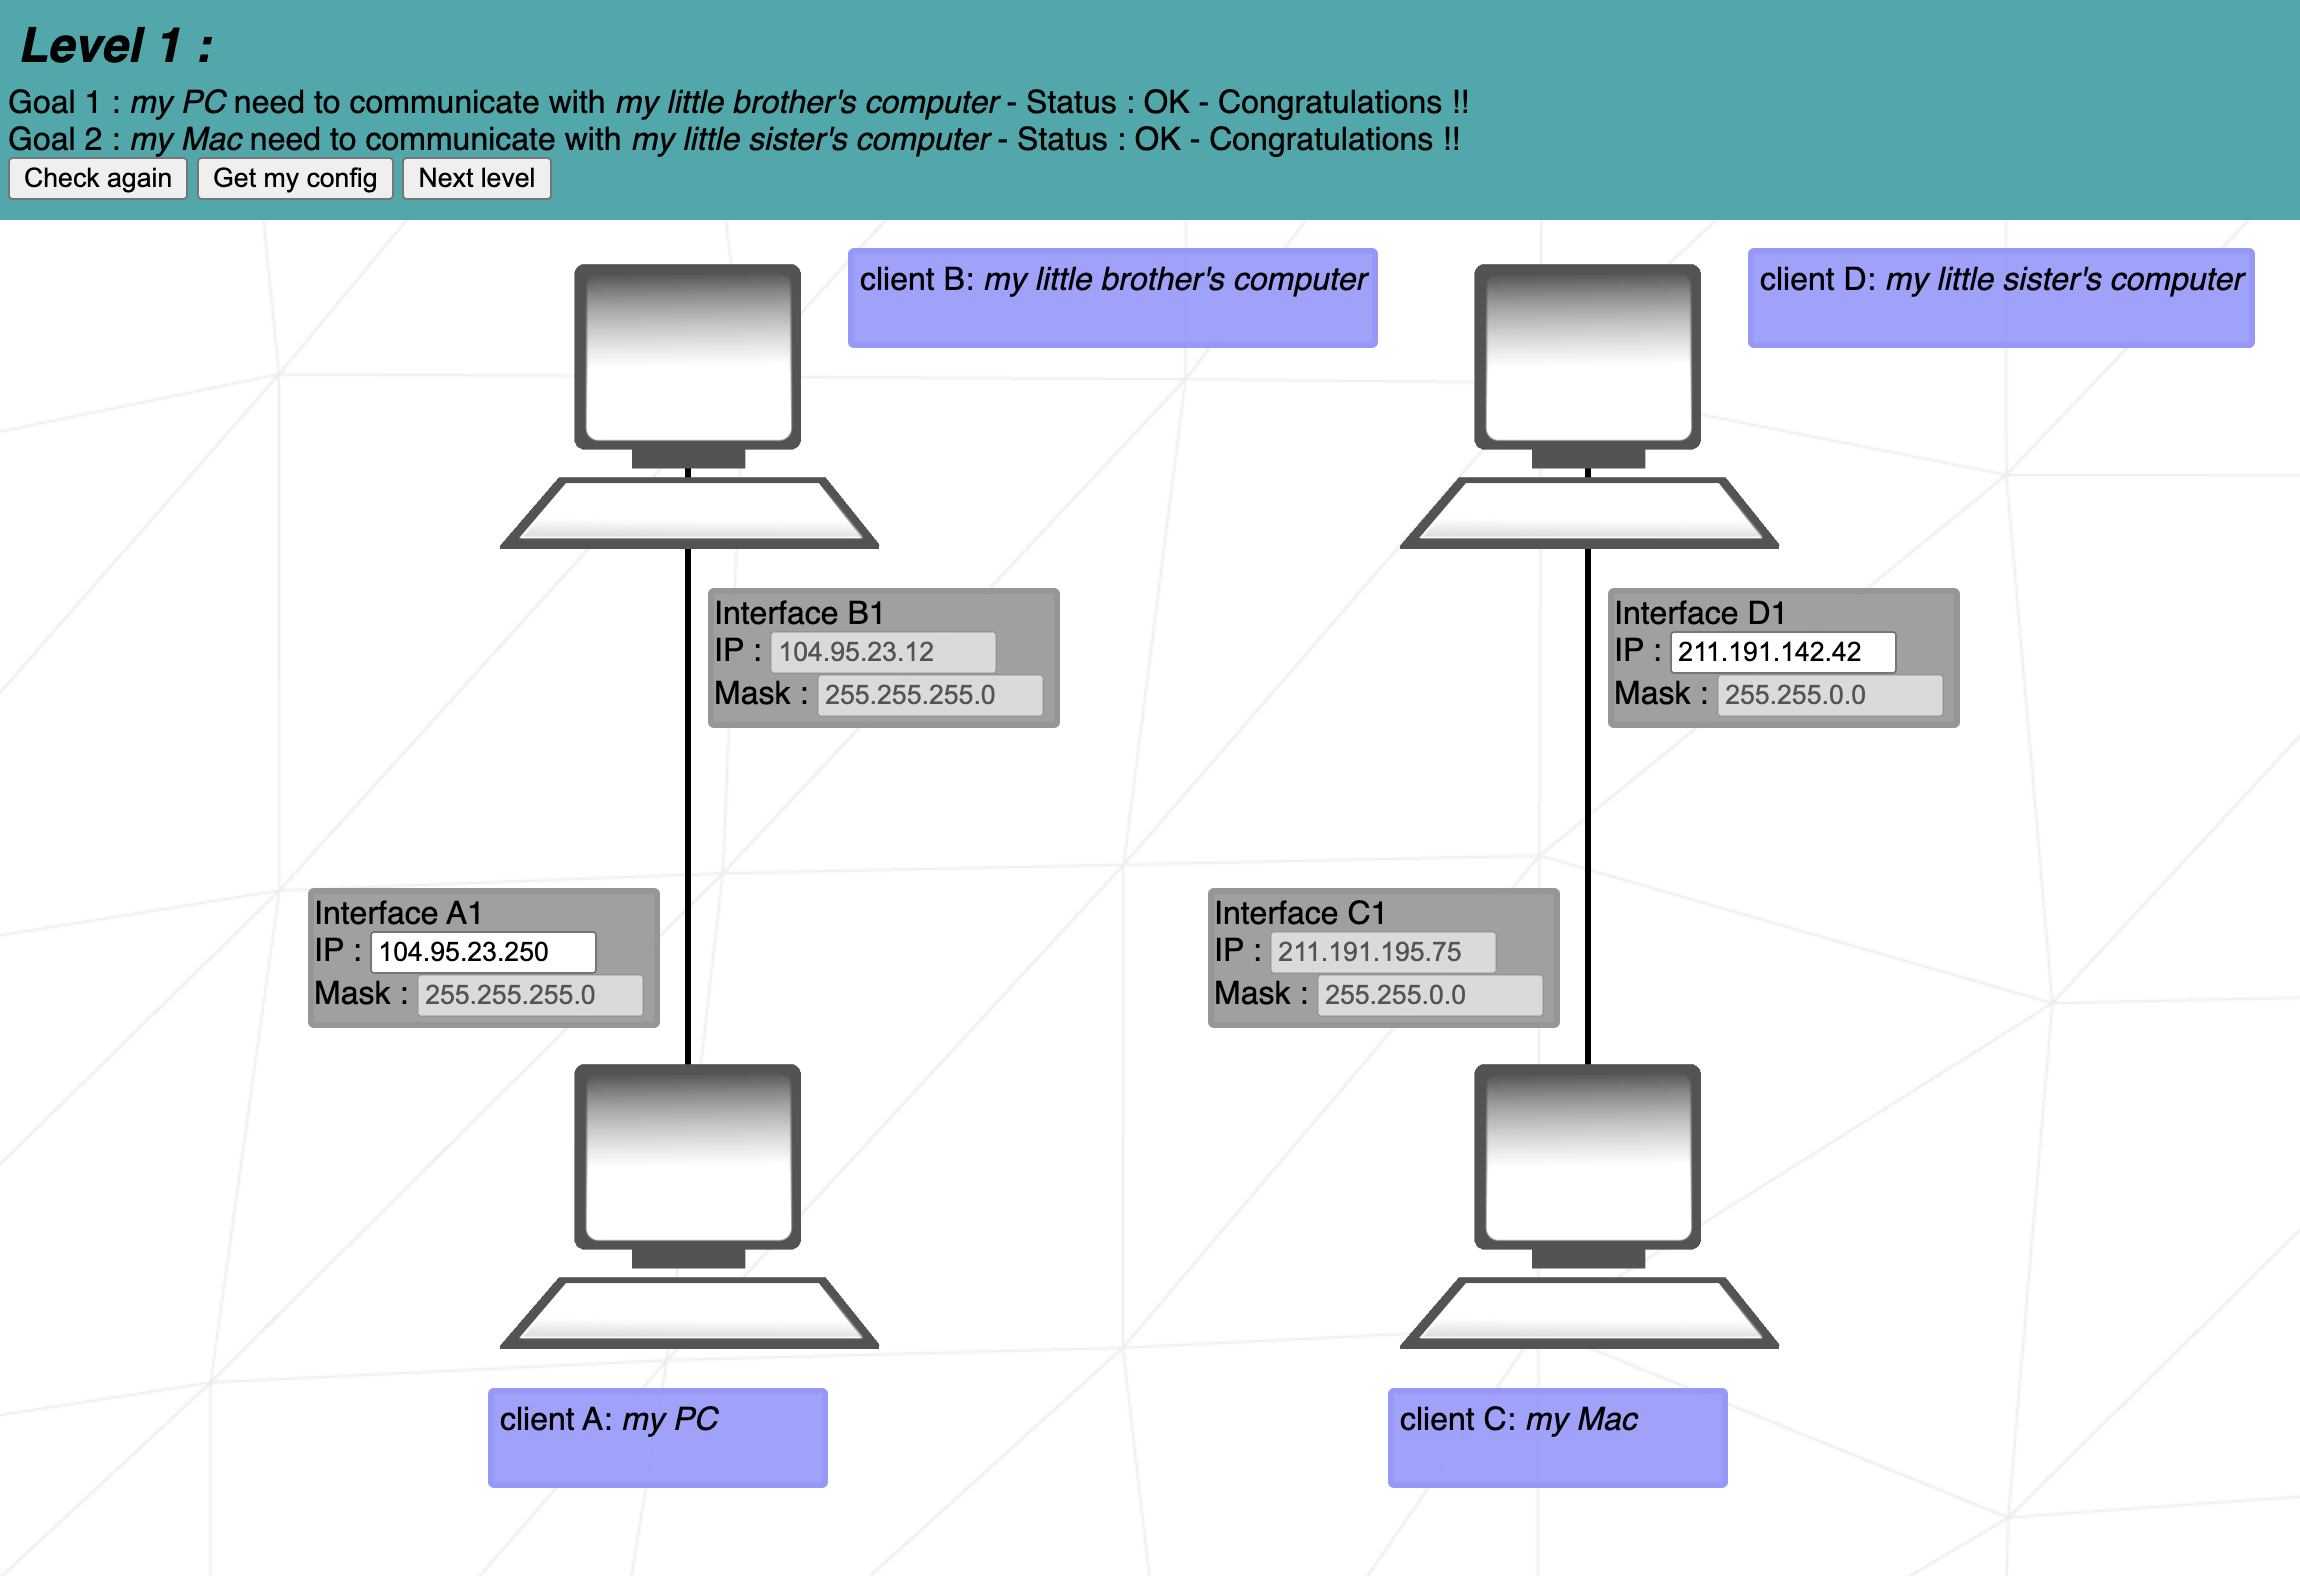 Level 1 :
Goal 1 : my PC need to communicate with my little brother's computer - Status : OK - Congratulations !!
Goal 2 : my Mac need to communicate with my little sister's computer - Status : OK - Congratulations !!
Check again Get my config Next level
client B: my little brother's computer
client D: my little sister's computer
Interface B1
IP : 104.95.23.12
Mask : 255.255.255.0
Interface D1
IP : 211.191.142.42
Mask : 255.255.0.0
Interface A1
IP : 104.95.23.250
Mask : 255.255.255.0
Interface C1
IP : 211.191.195.75
Mask : 255.255.0.0
client A: my PC
client C: my Mac